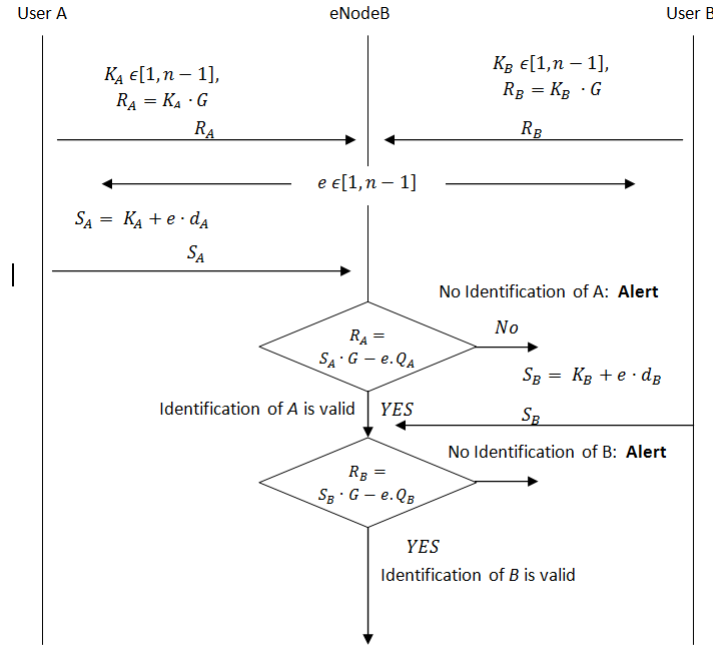 User A
eNodeB
User B
K_A ϵ[1, n − 1],
R_A = K_A · G
R_A
K_B ϵ[1, n − 1],
R_B = K_B · G
R_B
e ϵ[1, n − 1]
S_A = K_A + e · d_A
S_A
No Identification of A: Alert
R_A =
S_A · G − e.Q_A
No
S_B = K_B + e · d_B
Identification of A is valid
YES
S_B
No Identification of B: Alert
R_B =
S_B · G − e.Q_B
YES
Identification of B is valid